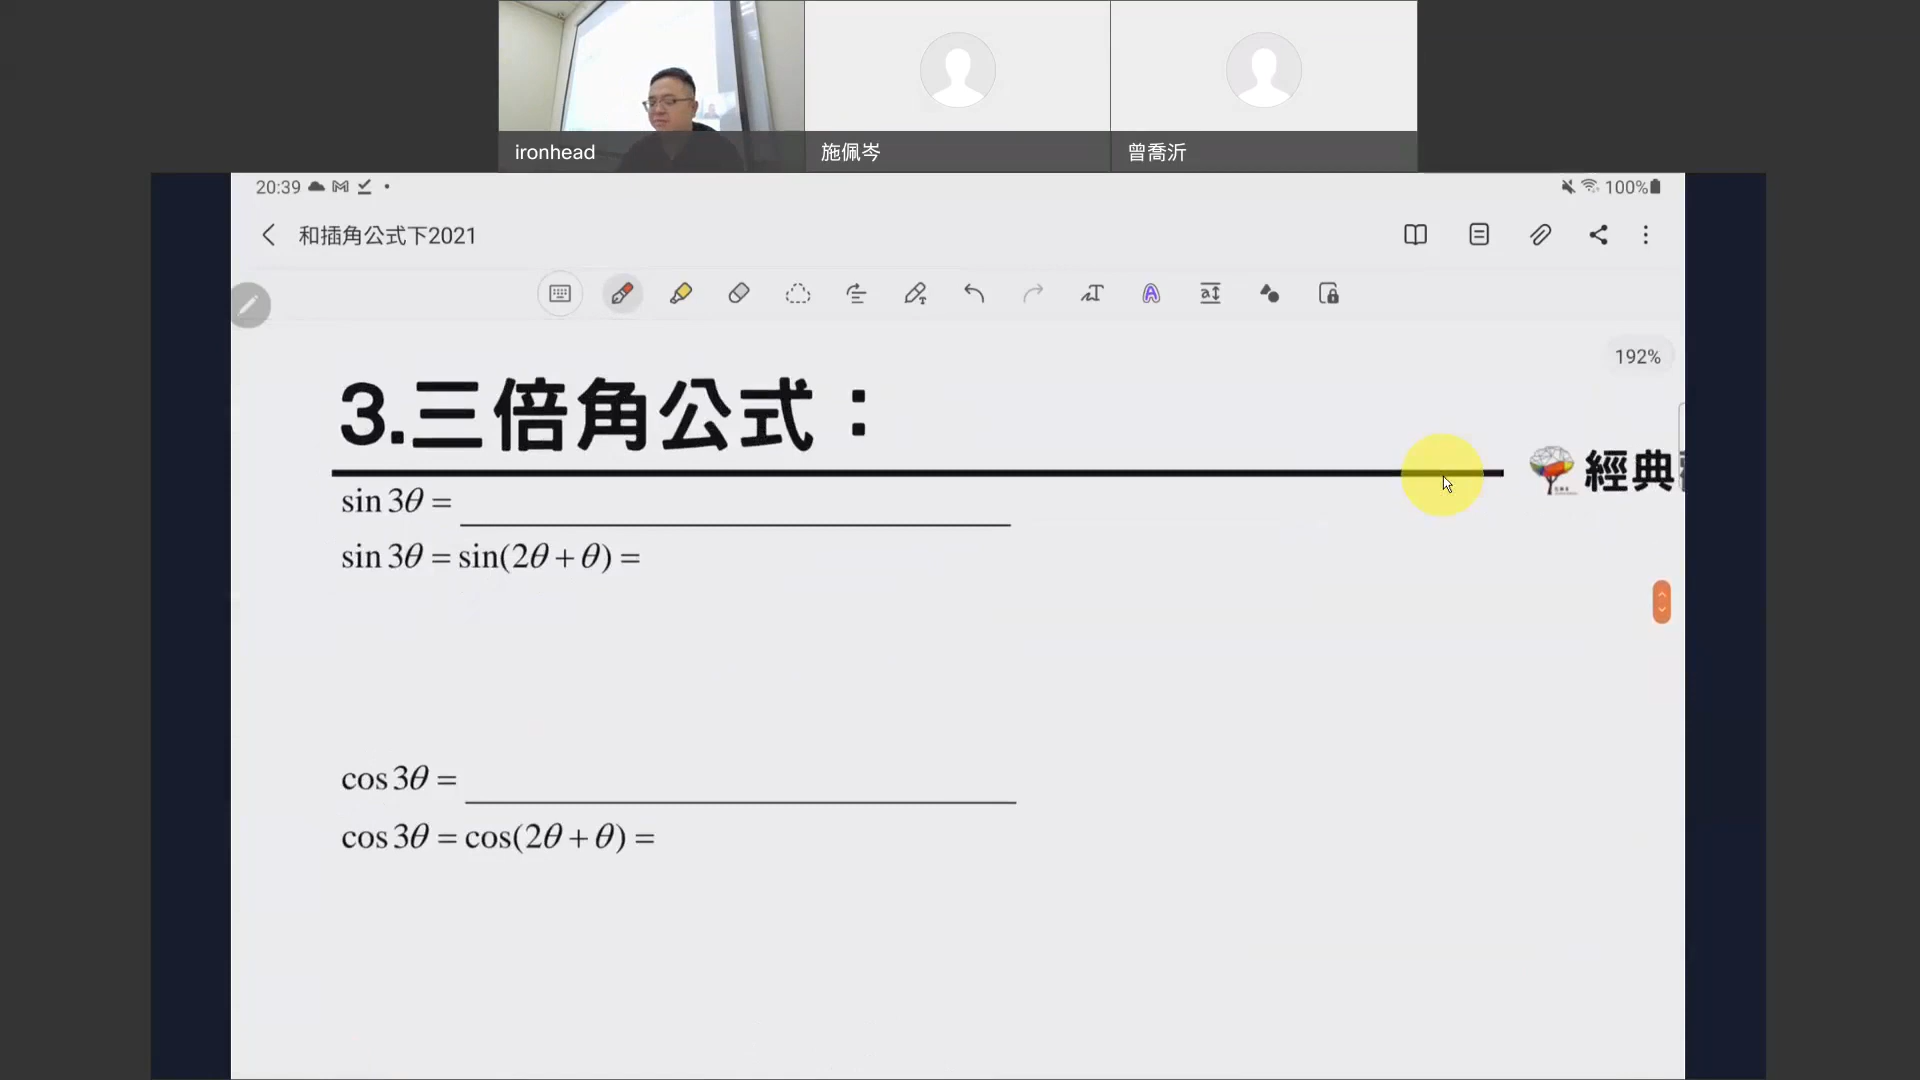 ironhead
施佩岑
曾喬沂
20:39
100%
和插角公式下2021
192%
3.三倍角公式：
經典
sin 3θ =
sin 3θ = sin(2θ + θ) =
cos 3θ =
cos 3θ = cos(2θ + θ) =